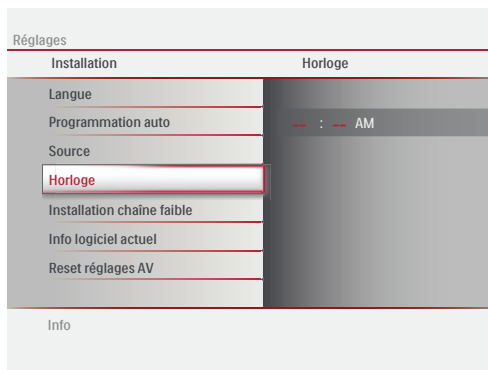 Réglages
Installation Horloge
Langue
Programmation auto
-- : -- AM
Source
Horloge
Installation chaîne faible
Info logiciel actuel
Reset réglages AV
Info